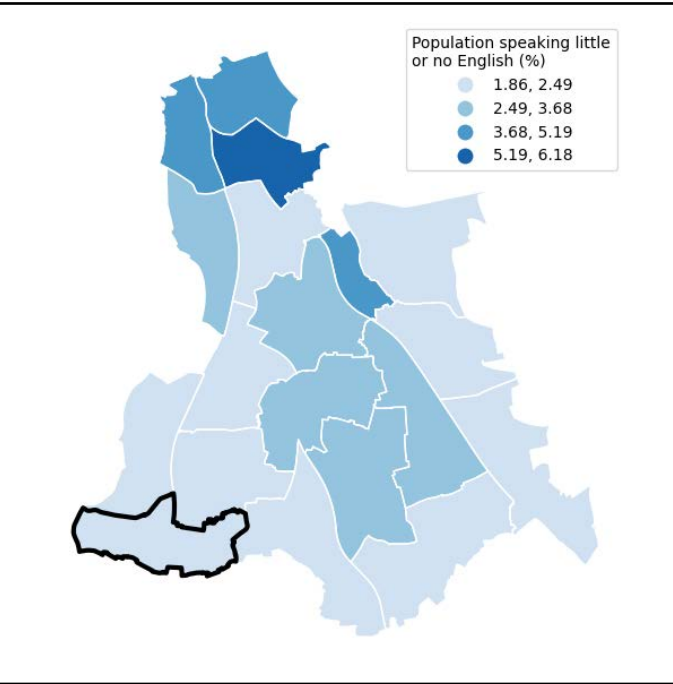 Population speaking little
or no English (%)
1.86, 2.49
2.49, 3.68
3.68, 5.19
5.19, 6.18